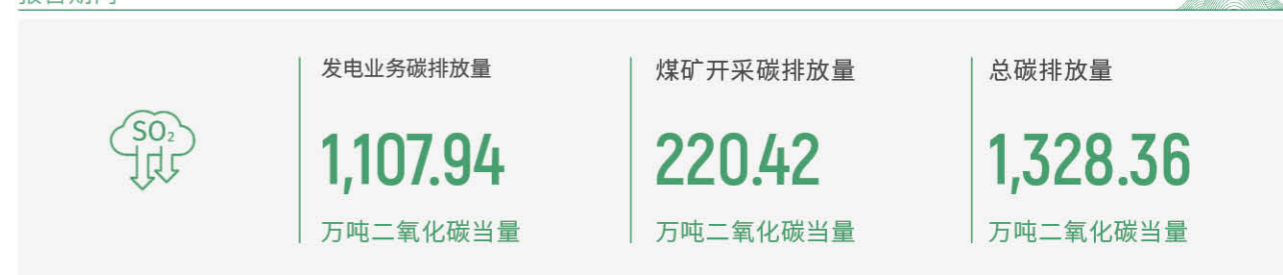 发电业务碳排放量
煤矿开采碳排放量
总碳排放量
SO₂
1,107.94
220.42
1,328.36
万吨二氧化碳当量
万吨二氧化碳当量
万吨二氧化碳当量